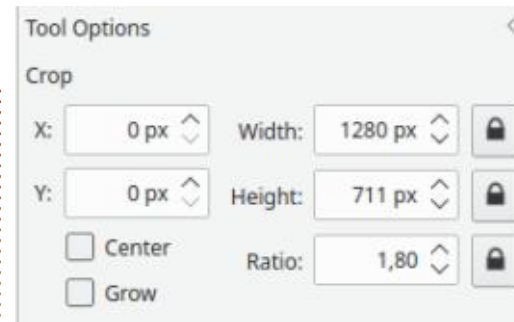 Tool Options
Crop
X: 0 px Width: 1280 px
Y: 0 px Height: 711 px
Center
Ratio: 1,80
Grow